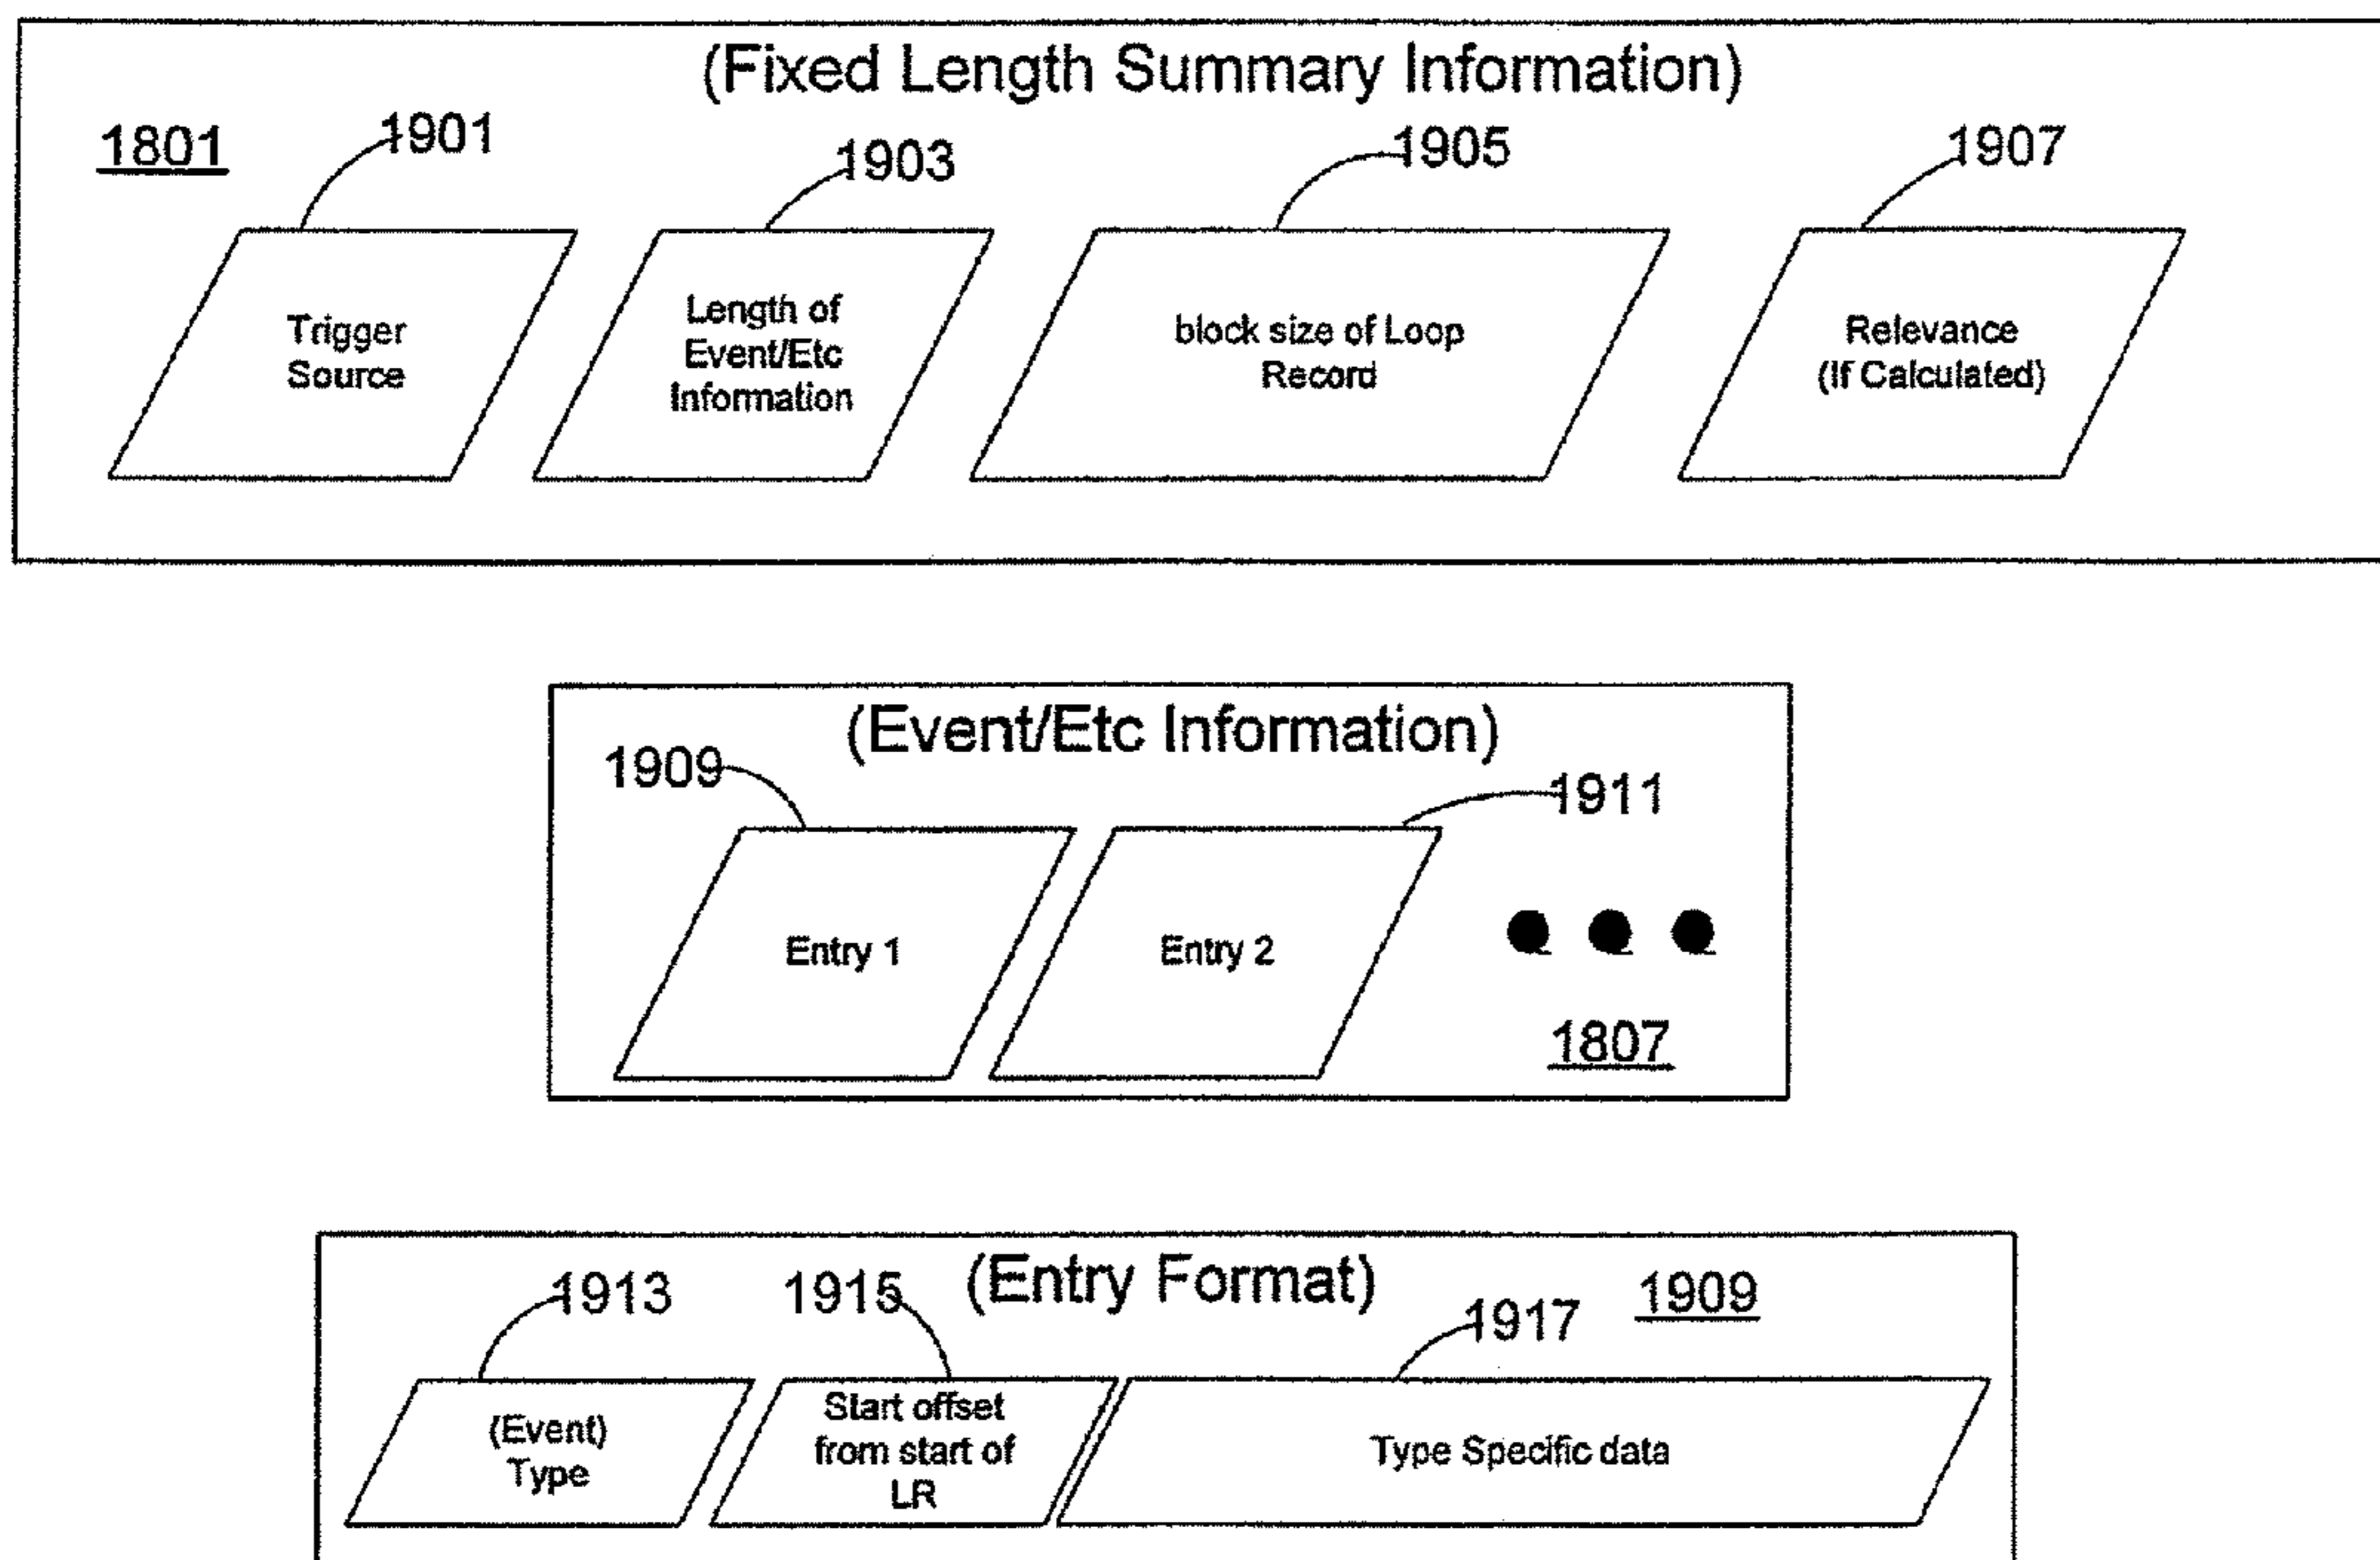 (Fixed Length Summary Information)
1801
1901
1903
1905
1907
Trigger
Source
Length of
Event/Etc
Information
block size of Loop
Record
Relevance
(If Calculated)
(Event/Etc Information)
1909
1911
Entry 1
Entry 2
1807
(Entry Format)
1913
1915
1917
1909
(Event)
Type
Start offset
from start of
LR
Type Specific data